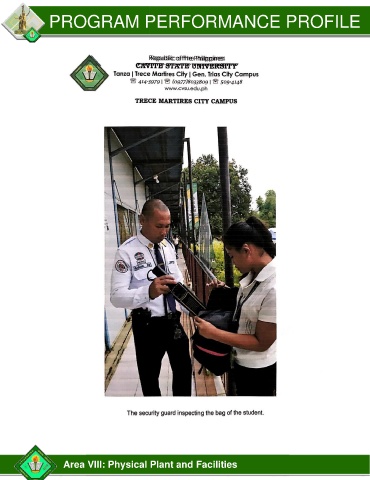 PROGRAM PERFORMANCE PROFILE
Republic of the Philippines
CAVITE STATE UNIVERSITY
Tanza | Trece Martires City | Gen. Trias City Campus
www.cvsu.edu.ph
TRECE MARTIRES CITY CAMPUS
The security guard inspecting the bag of the student.
Area VIII: Physical Plant and Facilities